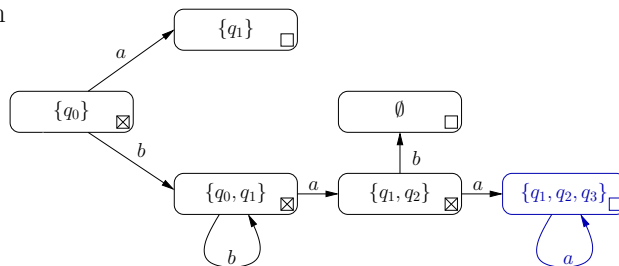 n
{q₁}
a
{q₀}
∅
b
b
{q₀, q₁}
a
{q₁, q₂}
a
{q₁, q₂, q₃}
b
a